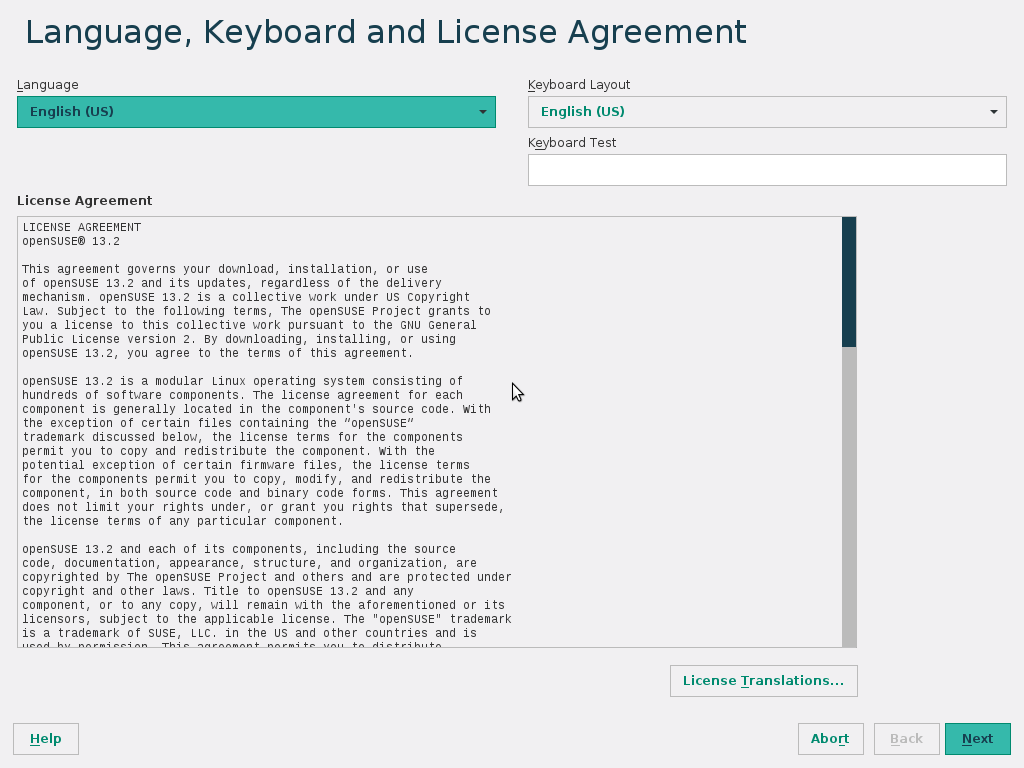 Language, Keyboard and License Agreement
Language
Keyboard Layout
English (US)
English (US)
Keyboard Test
License Agreement
LICENSE AGREEMENT
openSUSE® 13.2
This agreement governs your download, installation, or use
of openSUSE 13.2 and its updates, regardless of the delivery
mechanism. openSUSE 13.2 is a collective work under US Copyright
Law. Subject to the following terms, The openSUSE Project grants to
you a license to this collective work pursuant to the GNU General
Public License version 2. By downloading, installing, or using
openSUSE 13.2, you agree to the terms of this agreement.
openSUSE 13.2 is a modular Linux operating system consisting of
hundreds of software components. The license agreement for each
component is generally located in the component's source code. With
the exception of certain files containing the “openSUSE”
trademark discussed below, the license terms for the components
permit you to copy and redistribute the component. With the
potential exception of certain firmware files, the license terms
for the components permit you to copy, modify, and redistribute the
component, in both source code and binary code forms. This agreement
does not limit your rights under, or grant you rights that supersede,
the license terms of any particular component.
openSUSE 13.2 and each of its components, including the source
code, documentation, appearance, structure, and organization, are
copyrighted by The openSUSE Project and others and are protected under
copyright and other laws. Title to openSUSE 13.2 and any
component, or to any copy, will remain with the aforementioned or its
licensors, subject to the applicable license. The "openSUSE" trademark
is a trademark of SUSE, LLC. in the US and other countries and is
used by permission. This agreement permits you to distribute
License Translations...
Help
Abort
Back
Next